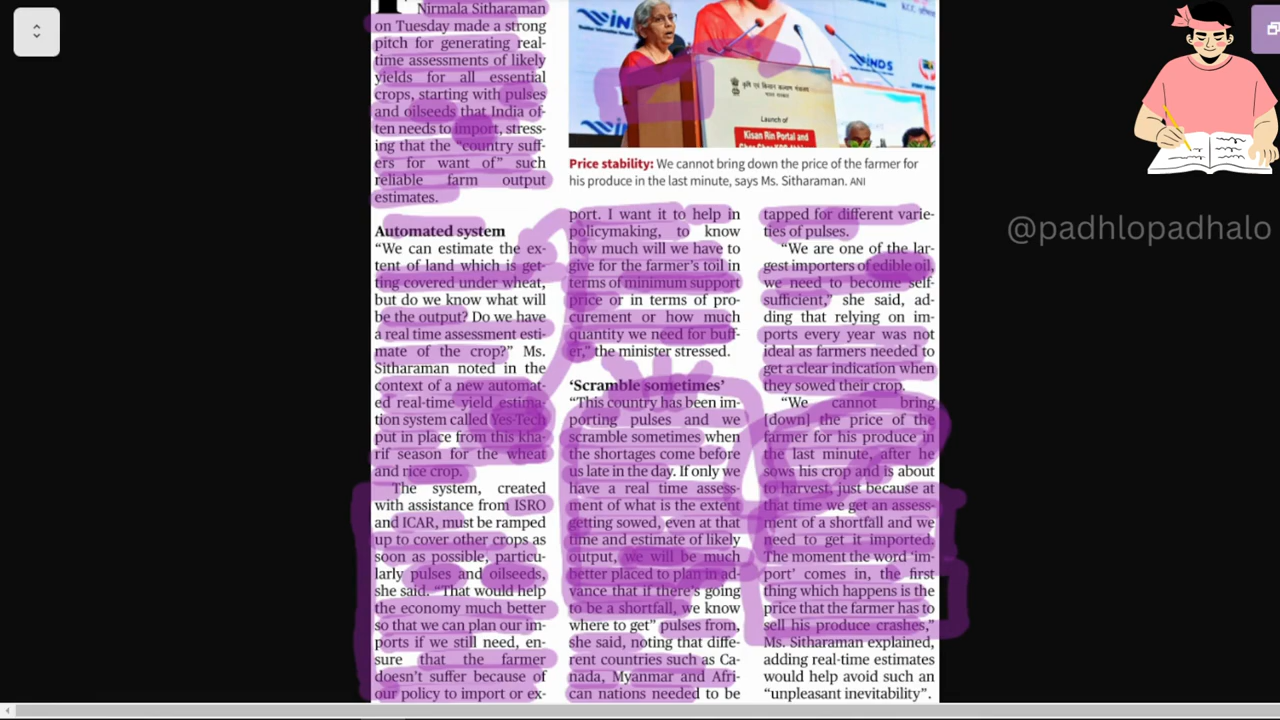 Nirmala Sitharaman
on Tuesday made a strong
pitch for generating real-
time assessments of likely
yields for all essential
crops, starting with pulses
and oilseeds that India of-
ten needs to import, stress-
ing that the “country suff-
ers for want of” such
reliable farm output
estimates.
Automated system
“We can estimate the ex-
tent of land which is get-
ting covered under wheat,
but do we know what will
be the output? Do we have
a real time assessment esti-
mate of the crop?” Ms.
Sitharaman noted in the
context of a new automat-
ed real-time yield estima-
tion system called Yes-Tech
put in place from this kha-
rif season for the wheat
and rice crop.
The system, created
with assistance from ISRO
and ICAR, must be ramped
up to cover other crops as
soon as possible, particu-
larly pulses and oilseeds,
she said. “That would help
the economy much better
so that we can plan our im-
ports if we still need, en-
sure that the farmer
doesn’t suffer because of
our policy to import or ex-
WINDS
कृषि एवं किसान कल्याण मंत्रालय
भारत सरकार
Launch of
Kisan Rin Portal and
Price stability: We cannot bring down the price of the farmer for
his produce in the last minute, says Ms. Sitharaman. ANI
port. I want it to help in
policymaking, to know
how much will we have to
give for the farmer’s toil in
terms of minimum support
price or in terms of pro-
curement or how much
quantity we need for buff-
er,” the minister stressed.
‘Scramble sometimes’
“This country has been im-
porting pulses and we
scramble sometimes when
the shortages come before
us late in the day. If only we
have a real time assess-
ment of what is the extent
getting sowed, even at that
time and estimate of likely
output, we will be much
better placed to plan in ad-
vance that if there’s going
to be a shortfall, we know
where to get” pulses from,
she said, noting that diffe-
rent countries such as Ca-
nada, Myanmar and Afri-
can nations needed to be
tapped for different varie-
ties of pulses.
“We are one of the lar-
gest importers of edible oil,
we need to become self-
sufficient,” she said, ad-
ding that relying on im-
ports every year was not
ideal as farmers needed to
get a clear indication when
they sowed their crop.
“We cannot bring
[down] the price of the
farmer for his produce in
the last minute, after he
sows his crop and is about
to harvest, just because at
that time we get an assess-
ment of a shortfall and we
need to get it imported.
The moment the word ‘im-
port’ comes in, the first
thing which happens is the
price that the farmer has to
sell his produce crashes,”
Ms. Sitharaman explained,
adding real-time estimates
would help avoid such an
“unpleasant inevitability”.
@padhlopadhalo